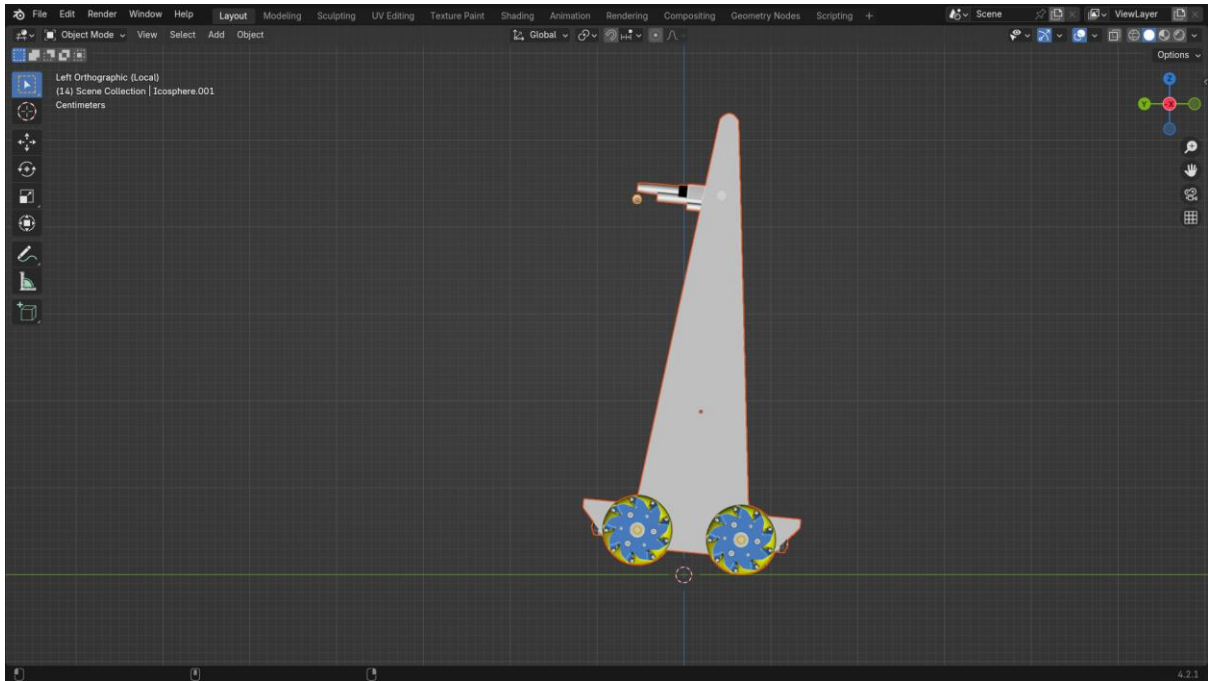 File Edit Render Window Help Layout Modeling Sculpting UV Editing Texture Paint Shading Animation Rendering Compositing Geometry Nodes Scripting + Scene ViewLayer
Object Mode View Select Add Object Global
Options
Left Orthographic (Local)
(14) Scene Collection | Icosphere.001
Centimeters
Z
Y
-X
4.2.1